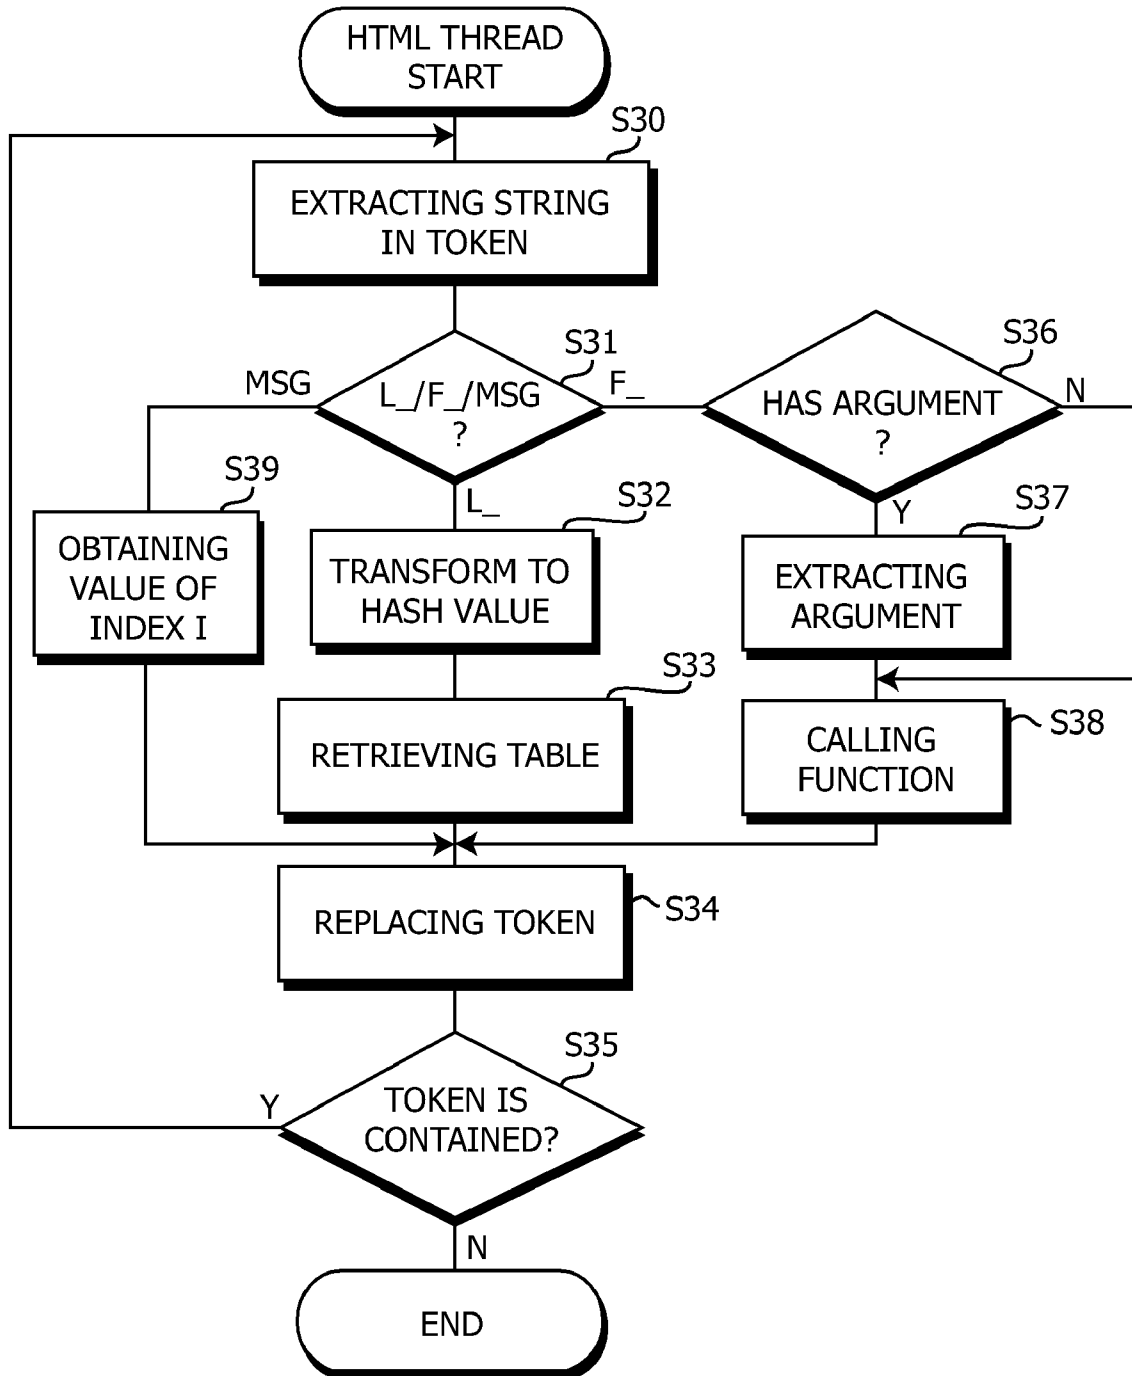 HTML THREAD
START
S30
EXTRACTING STRING
IN TOKEN
S31
L_/F_/MSG
?
MSG
F_
L_
S36
HAS ARGUMENT
?
N
Y
S39
OBTAINING
VALUE OF
INDEX I
S32
TRANSFORM TO
HASH VALUE
S37
EXTRACTING
ARGUMENT
S33
RETRIEVING TABLE
S38
CALLING
FUNCTION
REPLACING TOKEN
S34
S35
TOKEN IS
CONTAINED?
Y
N
END